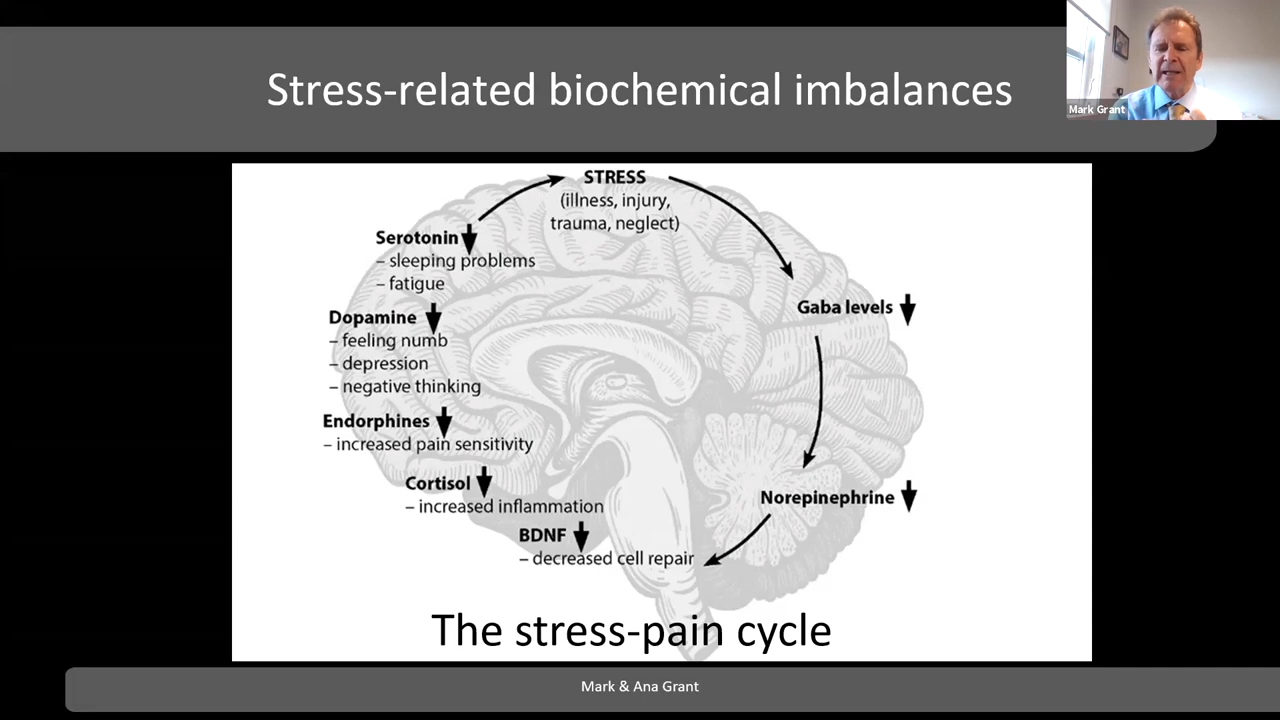 Stress-related biochemical imbalances
Mark Grant
STRESS
(illness, injury,
trauma, neglect)
Serotonin
– sleeping problems
– fatigue
Dopamine
– feeling numb
– depression
– negative thinking
Endorphines
– increased pain sensitivity
Cortisol
– increased inflammation
BDNF
– decreased cell repair
Gaba levels
Norepinephrine
The stress-pain cycle
Mark & Ana Grant